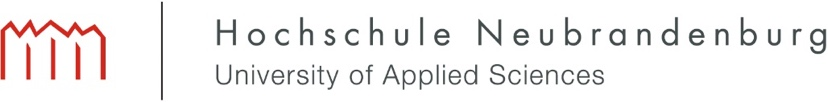 Hochschule Neubrandenburg
University of Applied Sciences